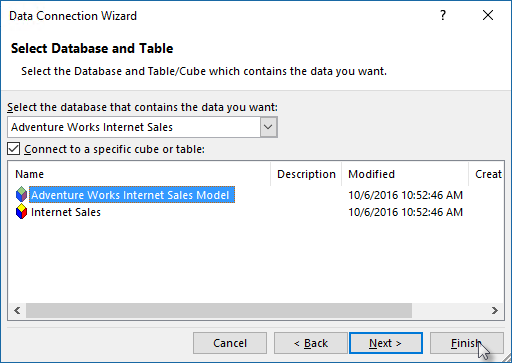 Data Connection Wizard
Select Database and Table
Select the Database and Table/Cube which contains the data you want.
Select the database that contains the data you want:
Adventure Works Internet Sales
Connect to a specific cube or table:
Name Description Modified Creat
Adventure Works Internet Sales Model 10/6/2016 10:52:46 AM
Internet Sales 10/6/2016 10:52:46 AM
Cancel < Back Next > Finish